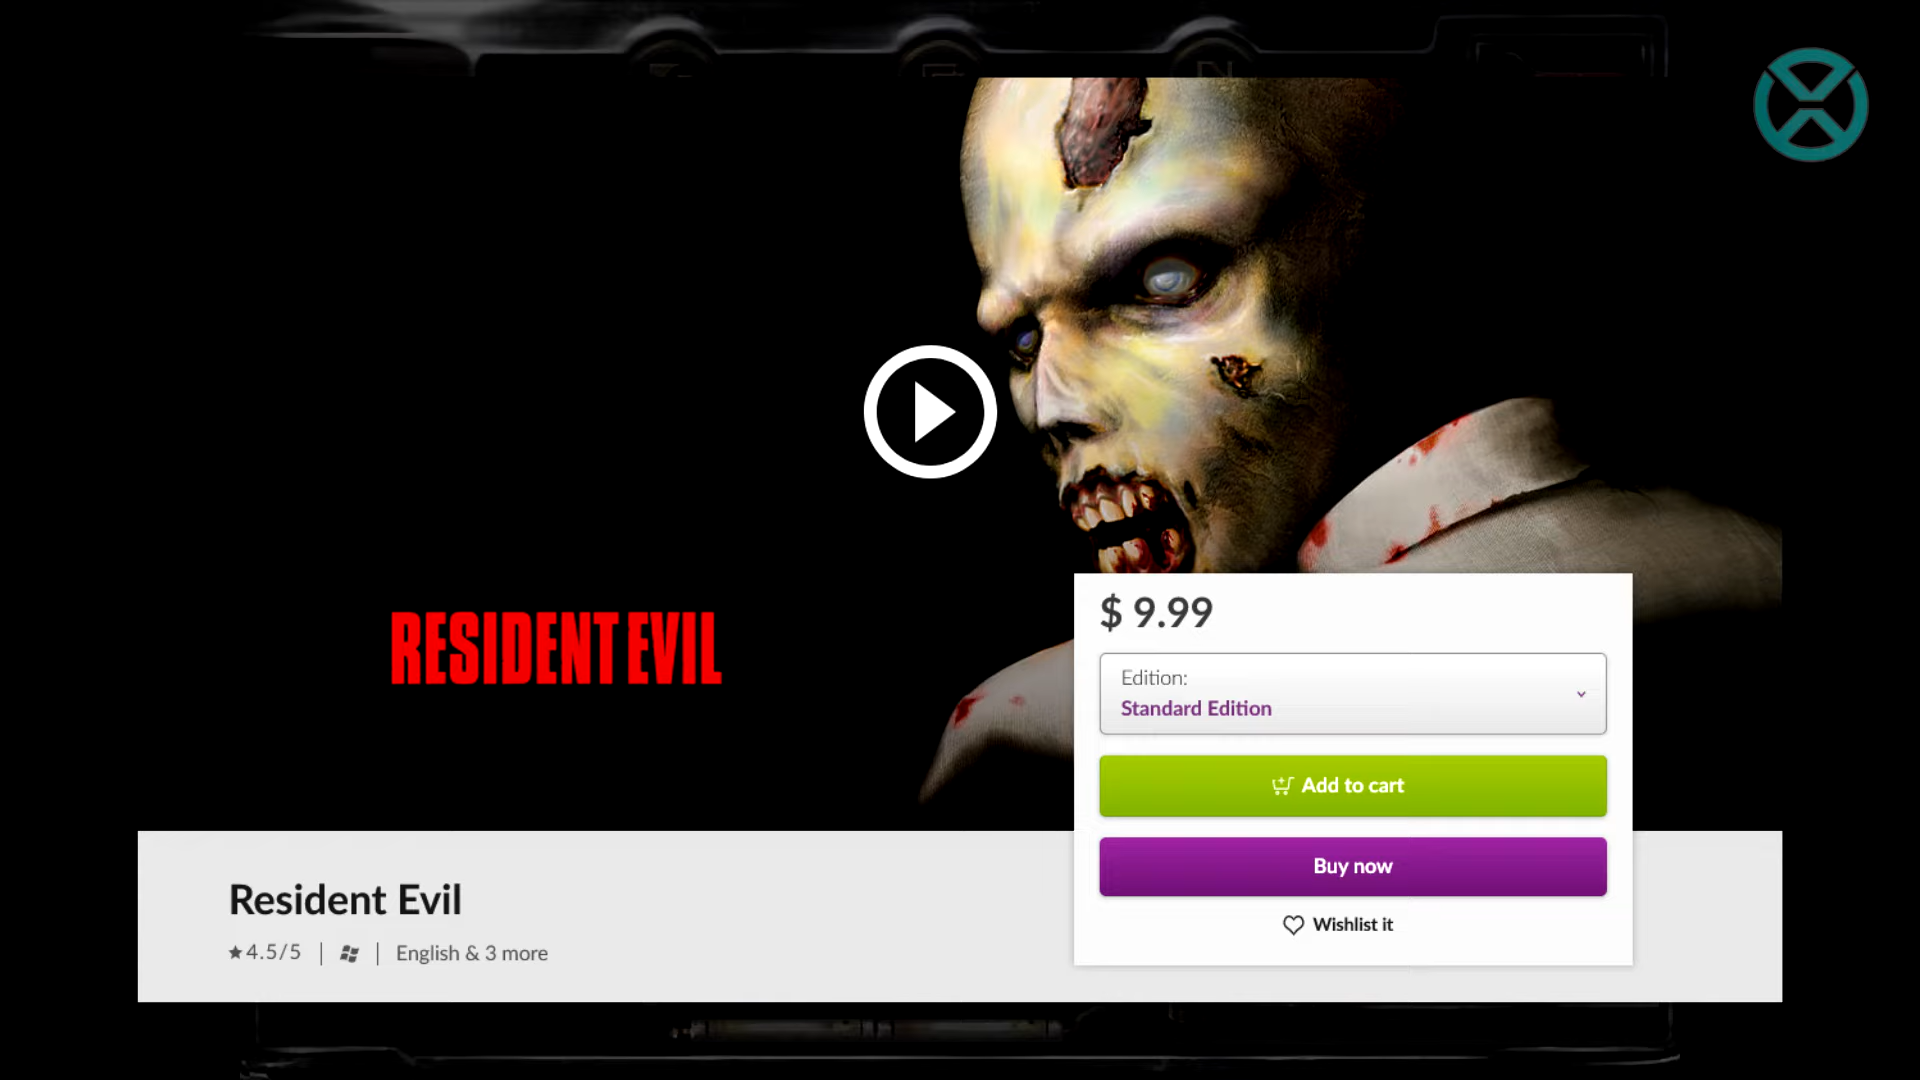 RESIDENT EVIL
$ 9.99
Edition:
Standard Edition
Add to cart
Buy now
Wishlist it
Resident Evil
4.5/5
English & 3 more